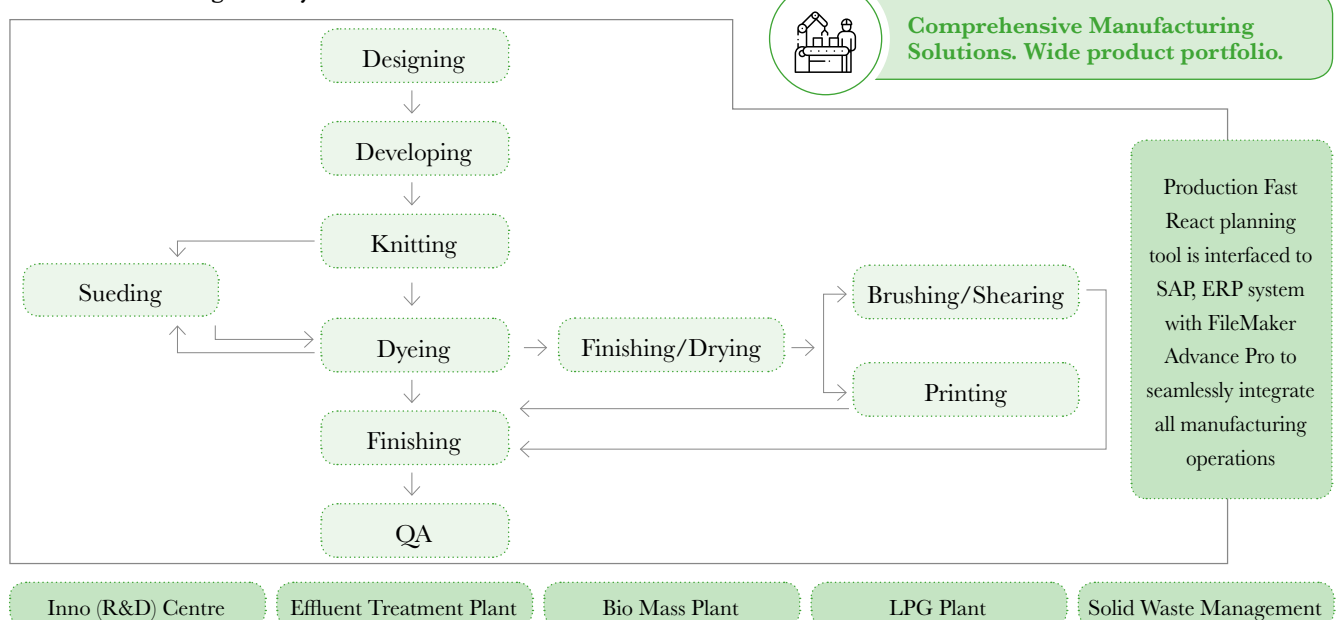 Comprehensive Manufacturing
Solutions. Wide product portfolio.
Designing
Developing
Knitting
Sueding
Dyeing
Finishing/Drying
Brushing/Shearing
Printing
Finishing
QA
Production Fast
React planning
tool is interfaced to
SAP, ERP system
with FileMaker
Advance Pro to
seamlessly integrate
all manufacturing
operations
Inno (R&D) Centre
Effluent Treatment Plant
Bio Mass Plant
LPG Plant
Solid Waste Management